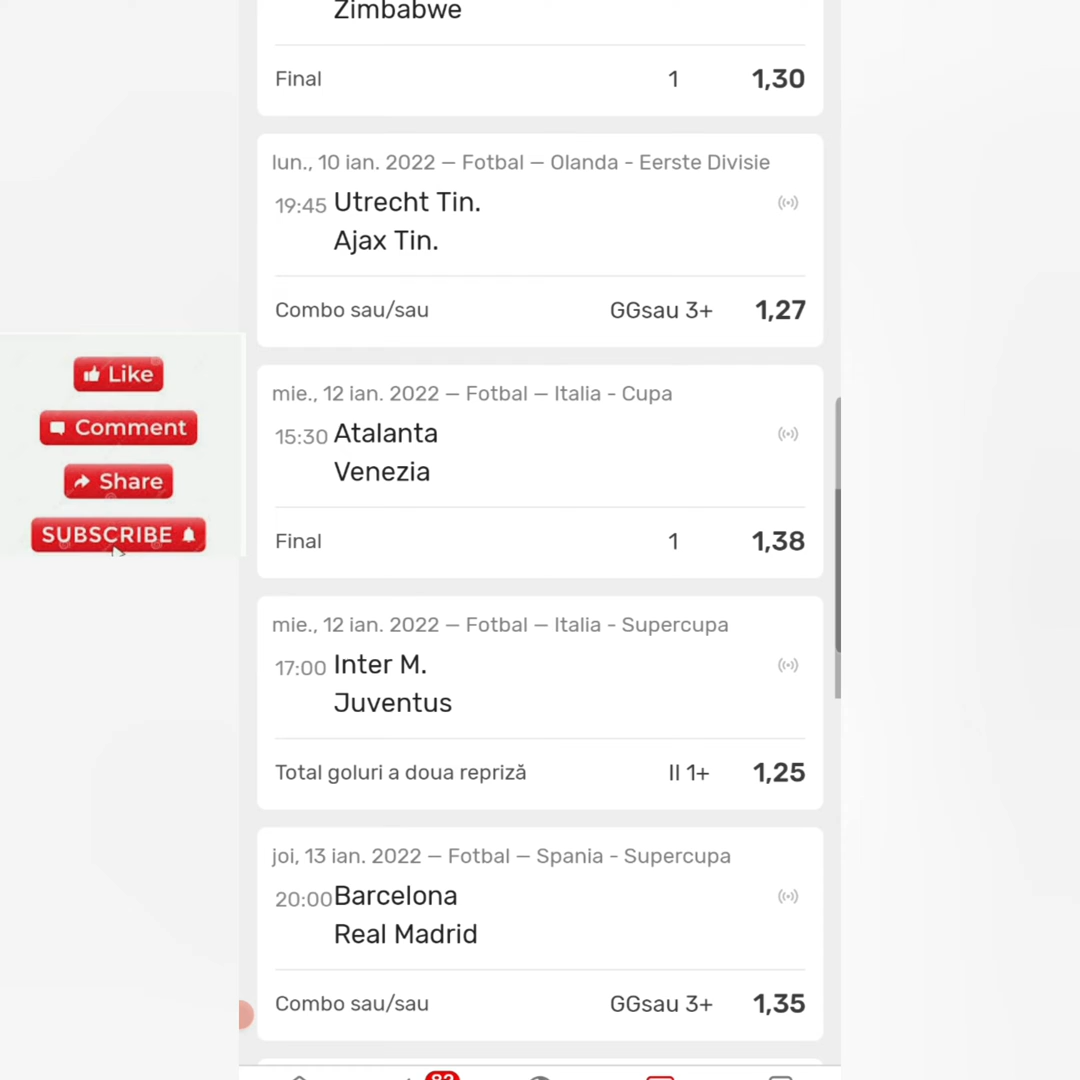 Zimbabwe
Final 1 1,30
lun., 10 ian. 2022 – Fotbal – Olanda - Eerste Divisie
19:45 Utrecht Tin.
Ajax Tin.
Combo sau/sau GGsau 3+ 1,27
mie., 12 ian. 2022 – Fotbal – Italia - Cupa
15:30 Atalanta
Venezia
Final 1 1,38
mie., 12 ian. 2022 – Fotbal – Italia - Supercupa
17:00 Inter M.
Juventus
Total goluri a doua repriză II 1+ 1,25
joi, 13 ian. 2022 – Fotbal – Spania - Supercupa
20:00 Barcelona
Real Madrid
Combo sau/sau GGsau 3+ 1,35
Like
Comment
Share
SUBSCRIBE